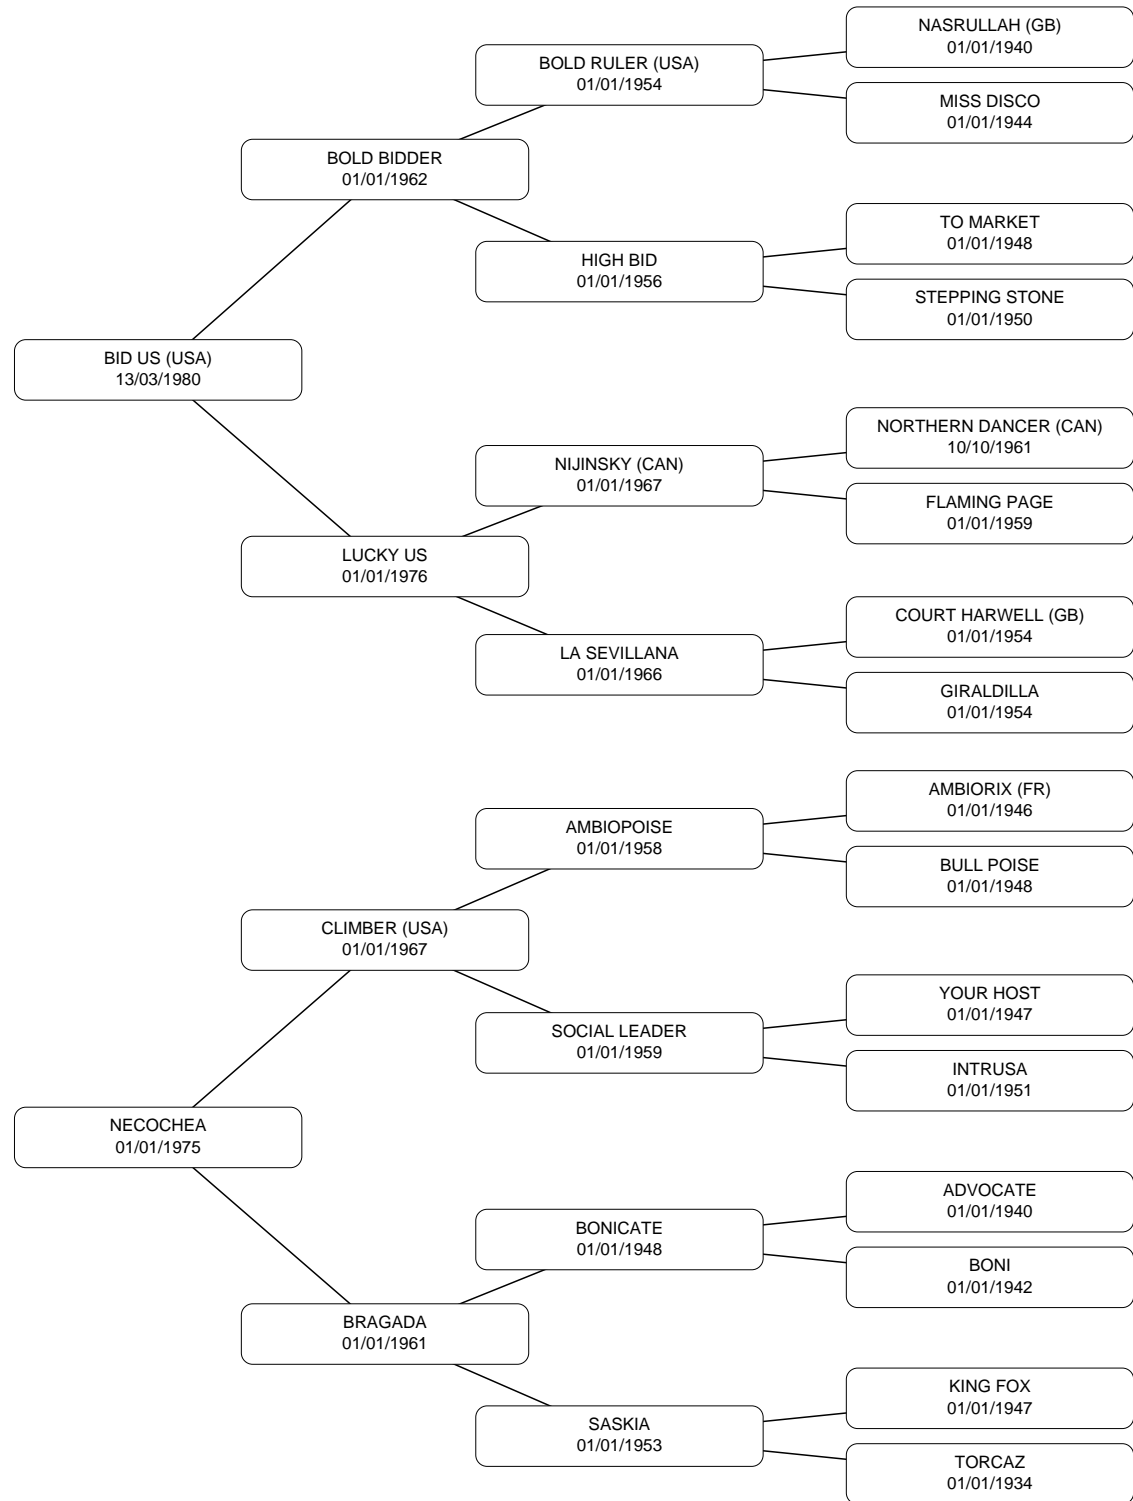 NASRULLAH (GB)
01/01/1940
BOLD RULER (USA)
01/01/1954
MISS DISCO
01/01/1944
BOLD BIDDER
01/01/1962
TO MARKET
01/01/1948
HIGH BID
01/01/1956
STEPPING STONE
01/01/1950
BID US (USA)
13/03/1980
NORTHERN DANCER (CAN)
10/10/1961
NIJINSKY (CAN)
01/01/1967
FLAMING PAGE
01/01/1959
LUCKY US
01/01/1976
COURT HARWELL (GB)
01/01/1954
LA SEVILLANA
01/01/1966
GIRALDILLA
01/01/1954
AMBIORIX (FR)
01/01/1946
AMBIOPOISE
01/01/1958
BULL POISE
01/01/1948
CLIMBER (USA)
01/01/1967
YOUR HOST
01/01/1947
SOCIAL LEADER
01/01/1959
INTRUSA
01/01/1951
NECOCHEA
01/01/1975
ADVOCATE
01/01/1940
BONICATE
01/01/1948
BONI
01/01/1942
BRAGADA
01/01/1961
KING FOX
01/01/1947
SASKIA
01/01/1953
TORCAZ
01/01/1934